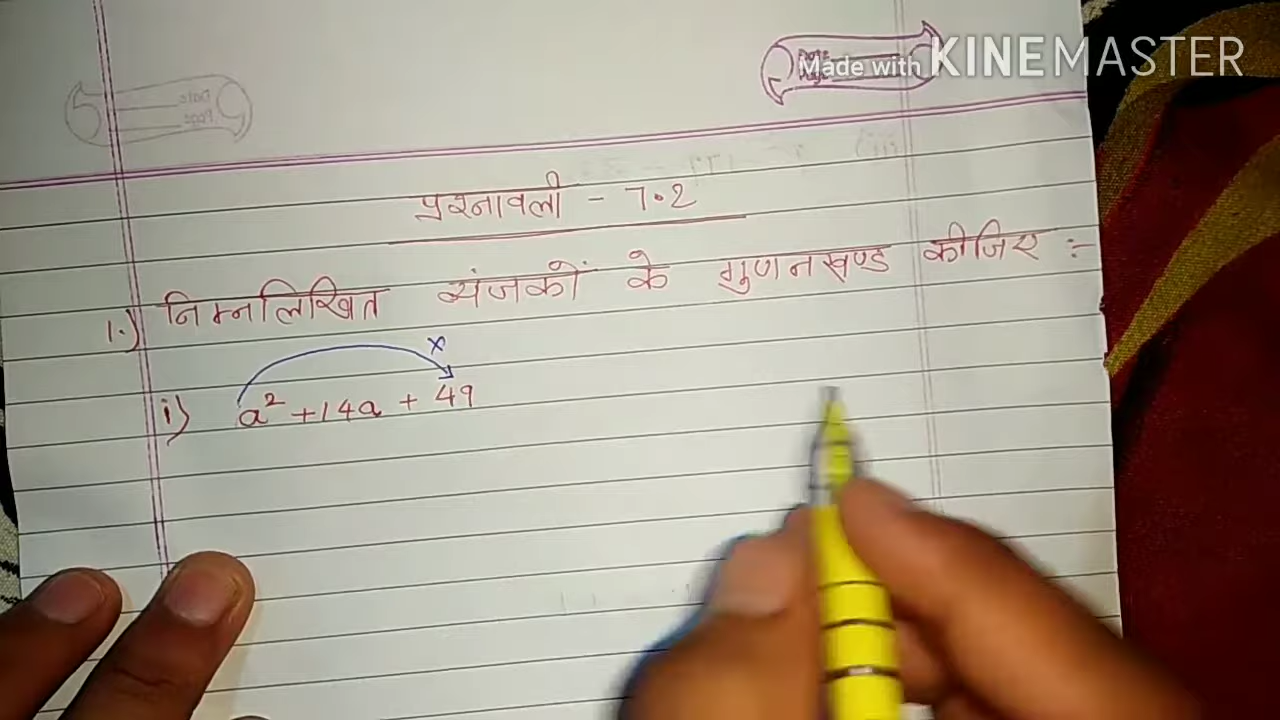 Made with KINEMASTER
प्रश्नावली - 7.2
1.) निम्नलिखित व्यंजकों के गुणनखण्ड कीजिए :-
x
i) a² + 14a + 49